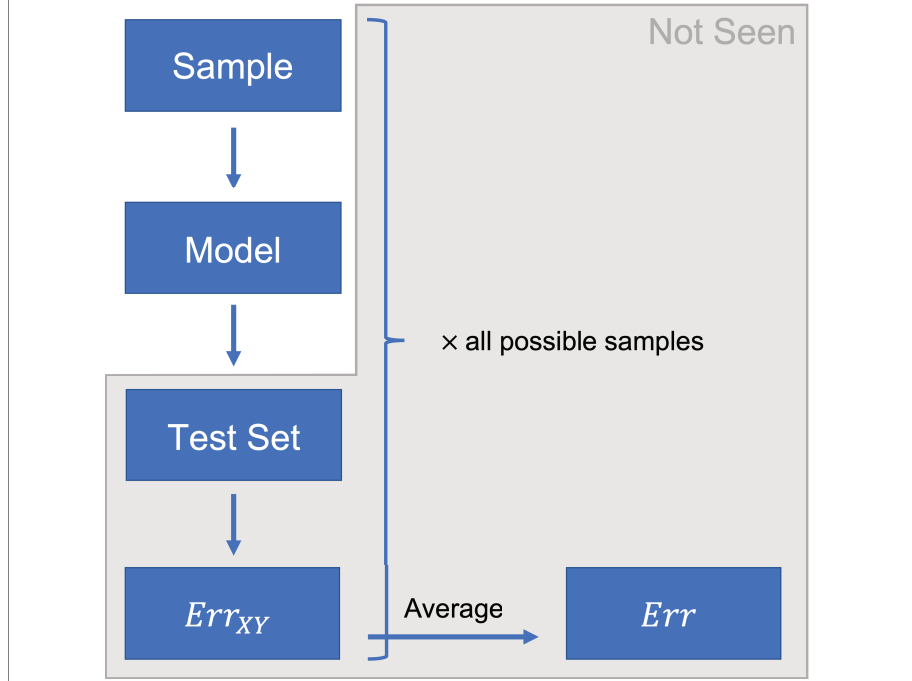 Not Seen
Sample
Model
× all possible samples
Test Set
Err_XY
Average
Err